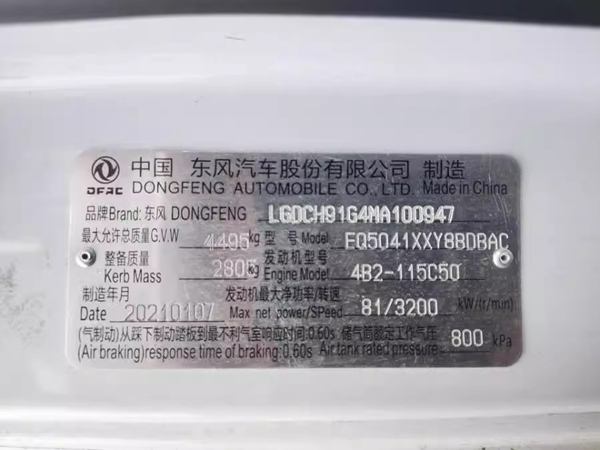 中国 东风汽车股份有限公司 制造
DFAC DONGFENG AUTOMOBILE CO., LTD. Made in China
品牌Brand: 东风 DONGFENG LGDCH91G4MA100947
最大允许总质量G.V.W 4495kg 型 号Model EQ5041XXY8BDBAC
整备质量 Kerb Mass 2805kg 发动机型号 Engine Model 4B2-115C50
制造年月 Date 20210107 发动机最大净功率/转速 Max net power/SPeed 81/3200 kW/(r/min)
(气制动)从踩下制动踏板到最不利气室响应时间:0.60s 储气筒额定工作气压 800 kPa
(Air braking)response time of braking:0.60s Air tank rated pressure